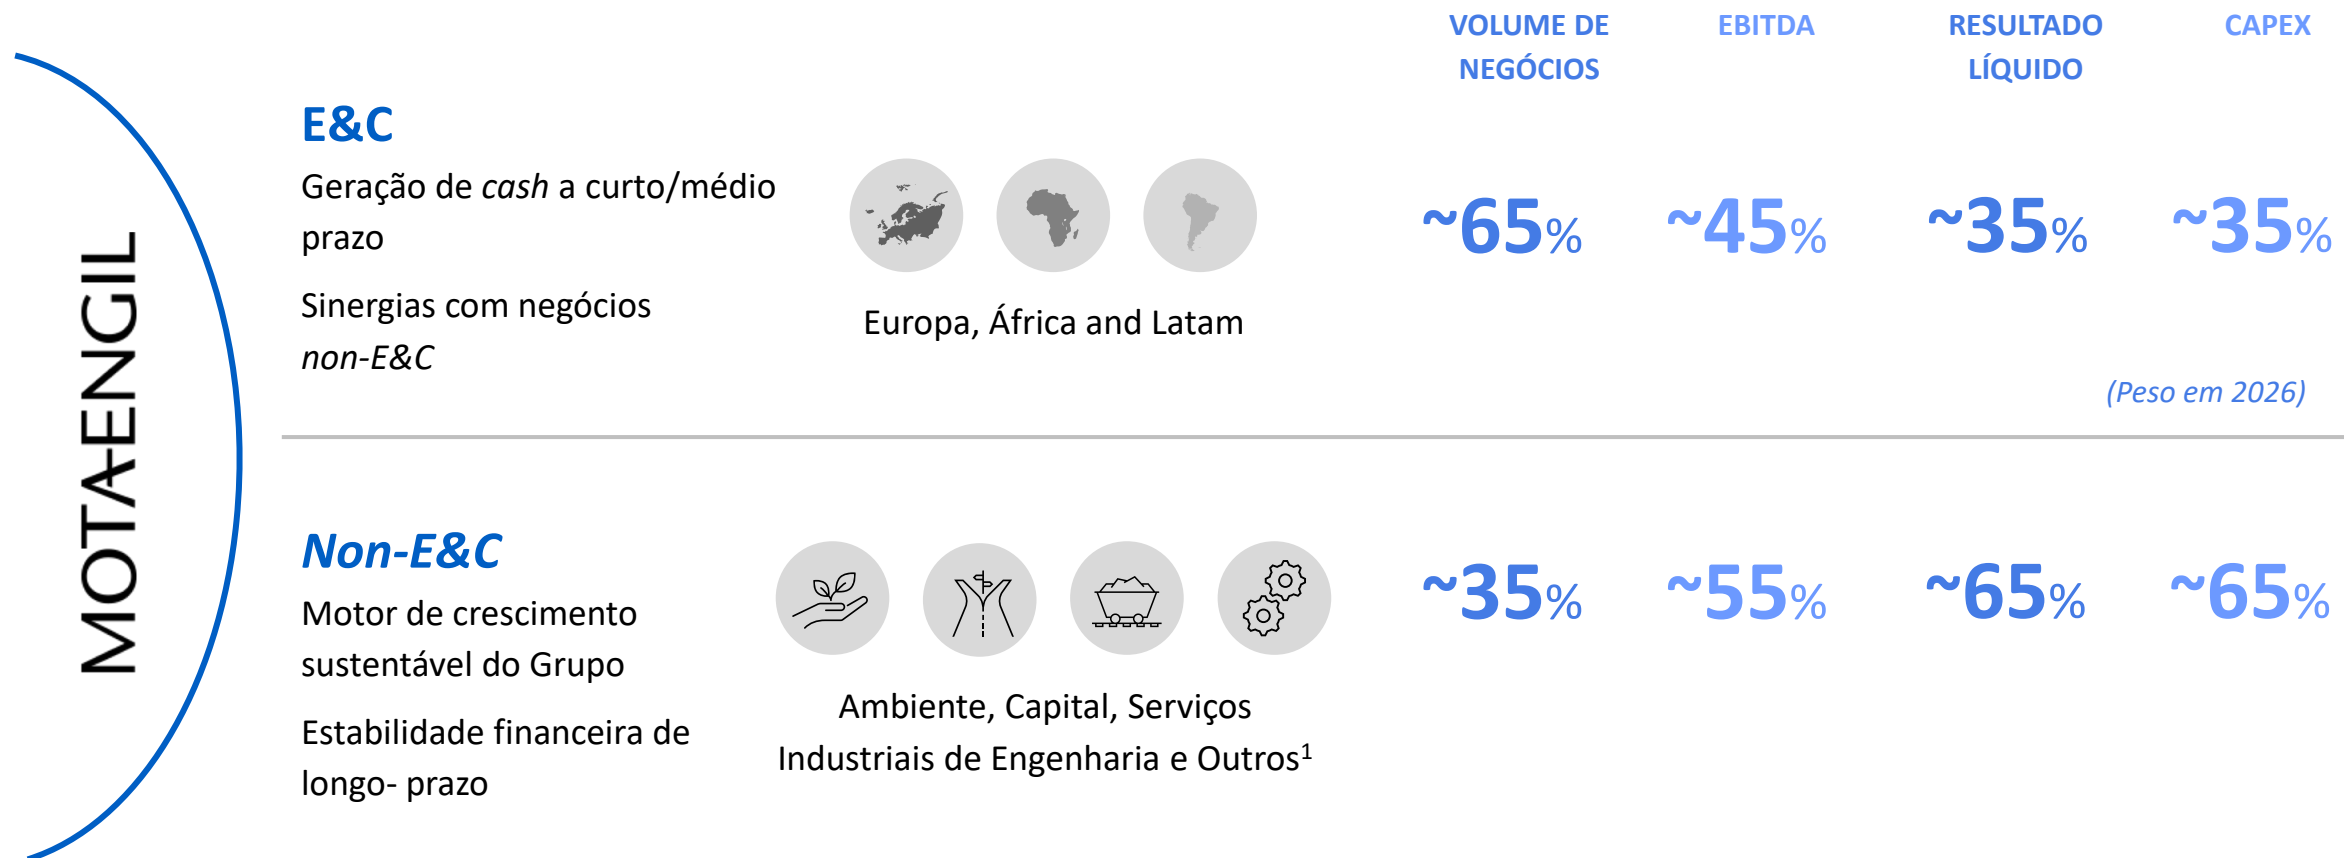 MOTAENGIL
VOLUME DE
NEGÓCIOS
EBITDA
RESULTADO
LÍQUIDO
CAPEX
E&C
Geração de cash a curto/médio
prazo
Sinergias com negócios
non-E&C
Europa, África and Latam
~65%
~45%
~35%
~35%
(Peso em 2026)
Non-E&C
Motor de crescimento
sustentável do Grupo
Estabilidade financeira de
longo- prazo
Ambiente, Capital, Serviços
Industriais de Engenharia e Outros¹
~35%
~55%
~65%
~65%